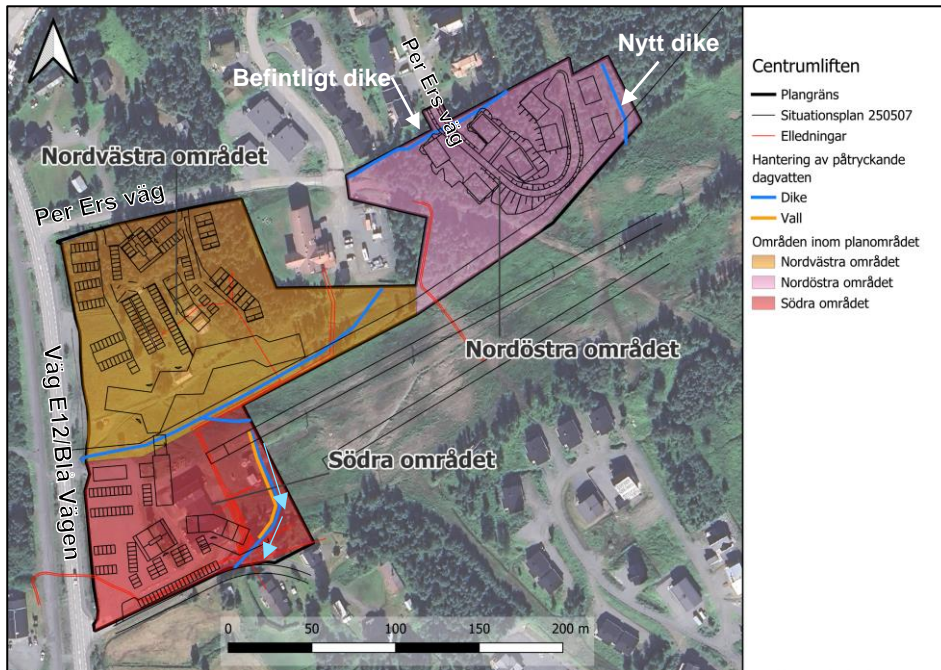 Per Ers väg
Nytt dike
Befintligt dike
Nordvästra området
Per Ers väg
Nordöstra området
Väg E12/Blå Vägen
Södra området
0 50 100 150 200 m
Centrumliften
Plangräns
Situationsplan 250507
Elledningar
Hantering av påtryckande
dagvatten
Dike
Vall
Områden inom planområdet
Nordvästra området
Nordöstra området
Södra området